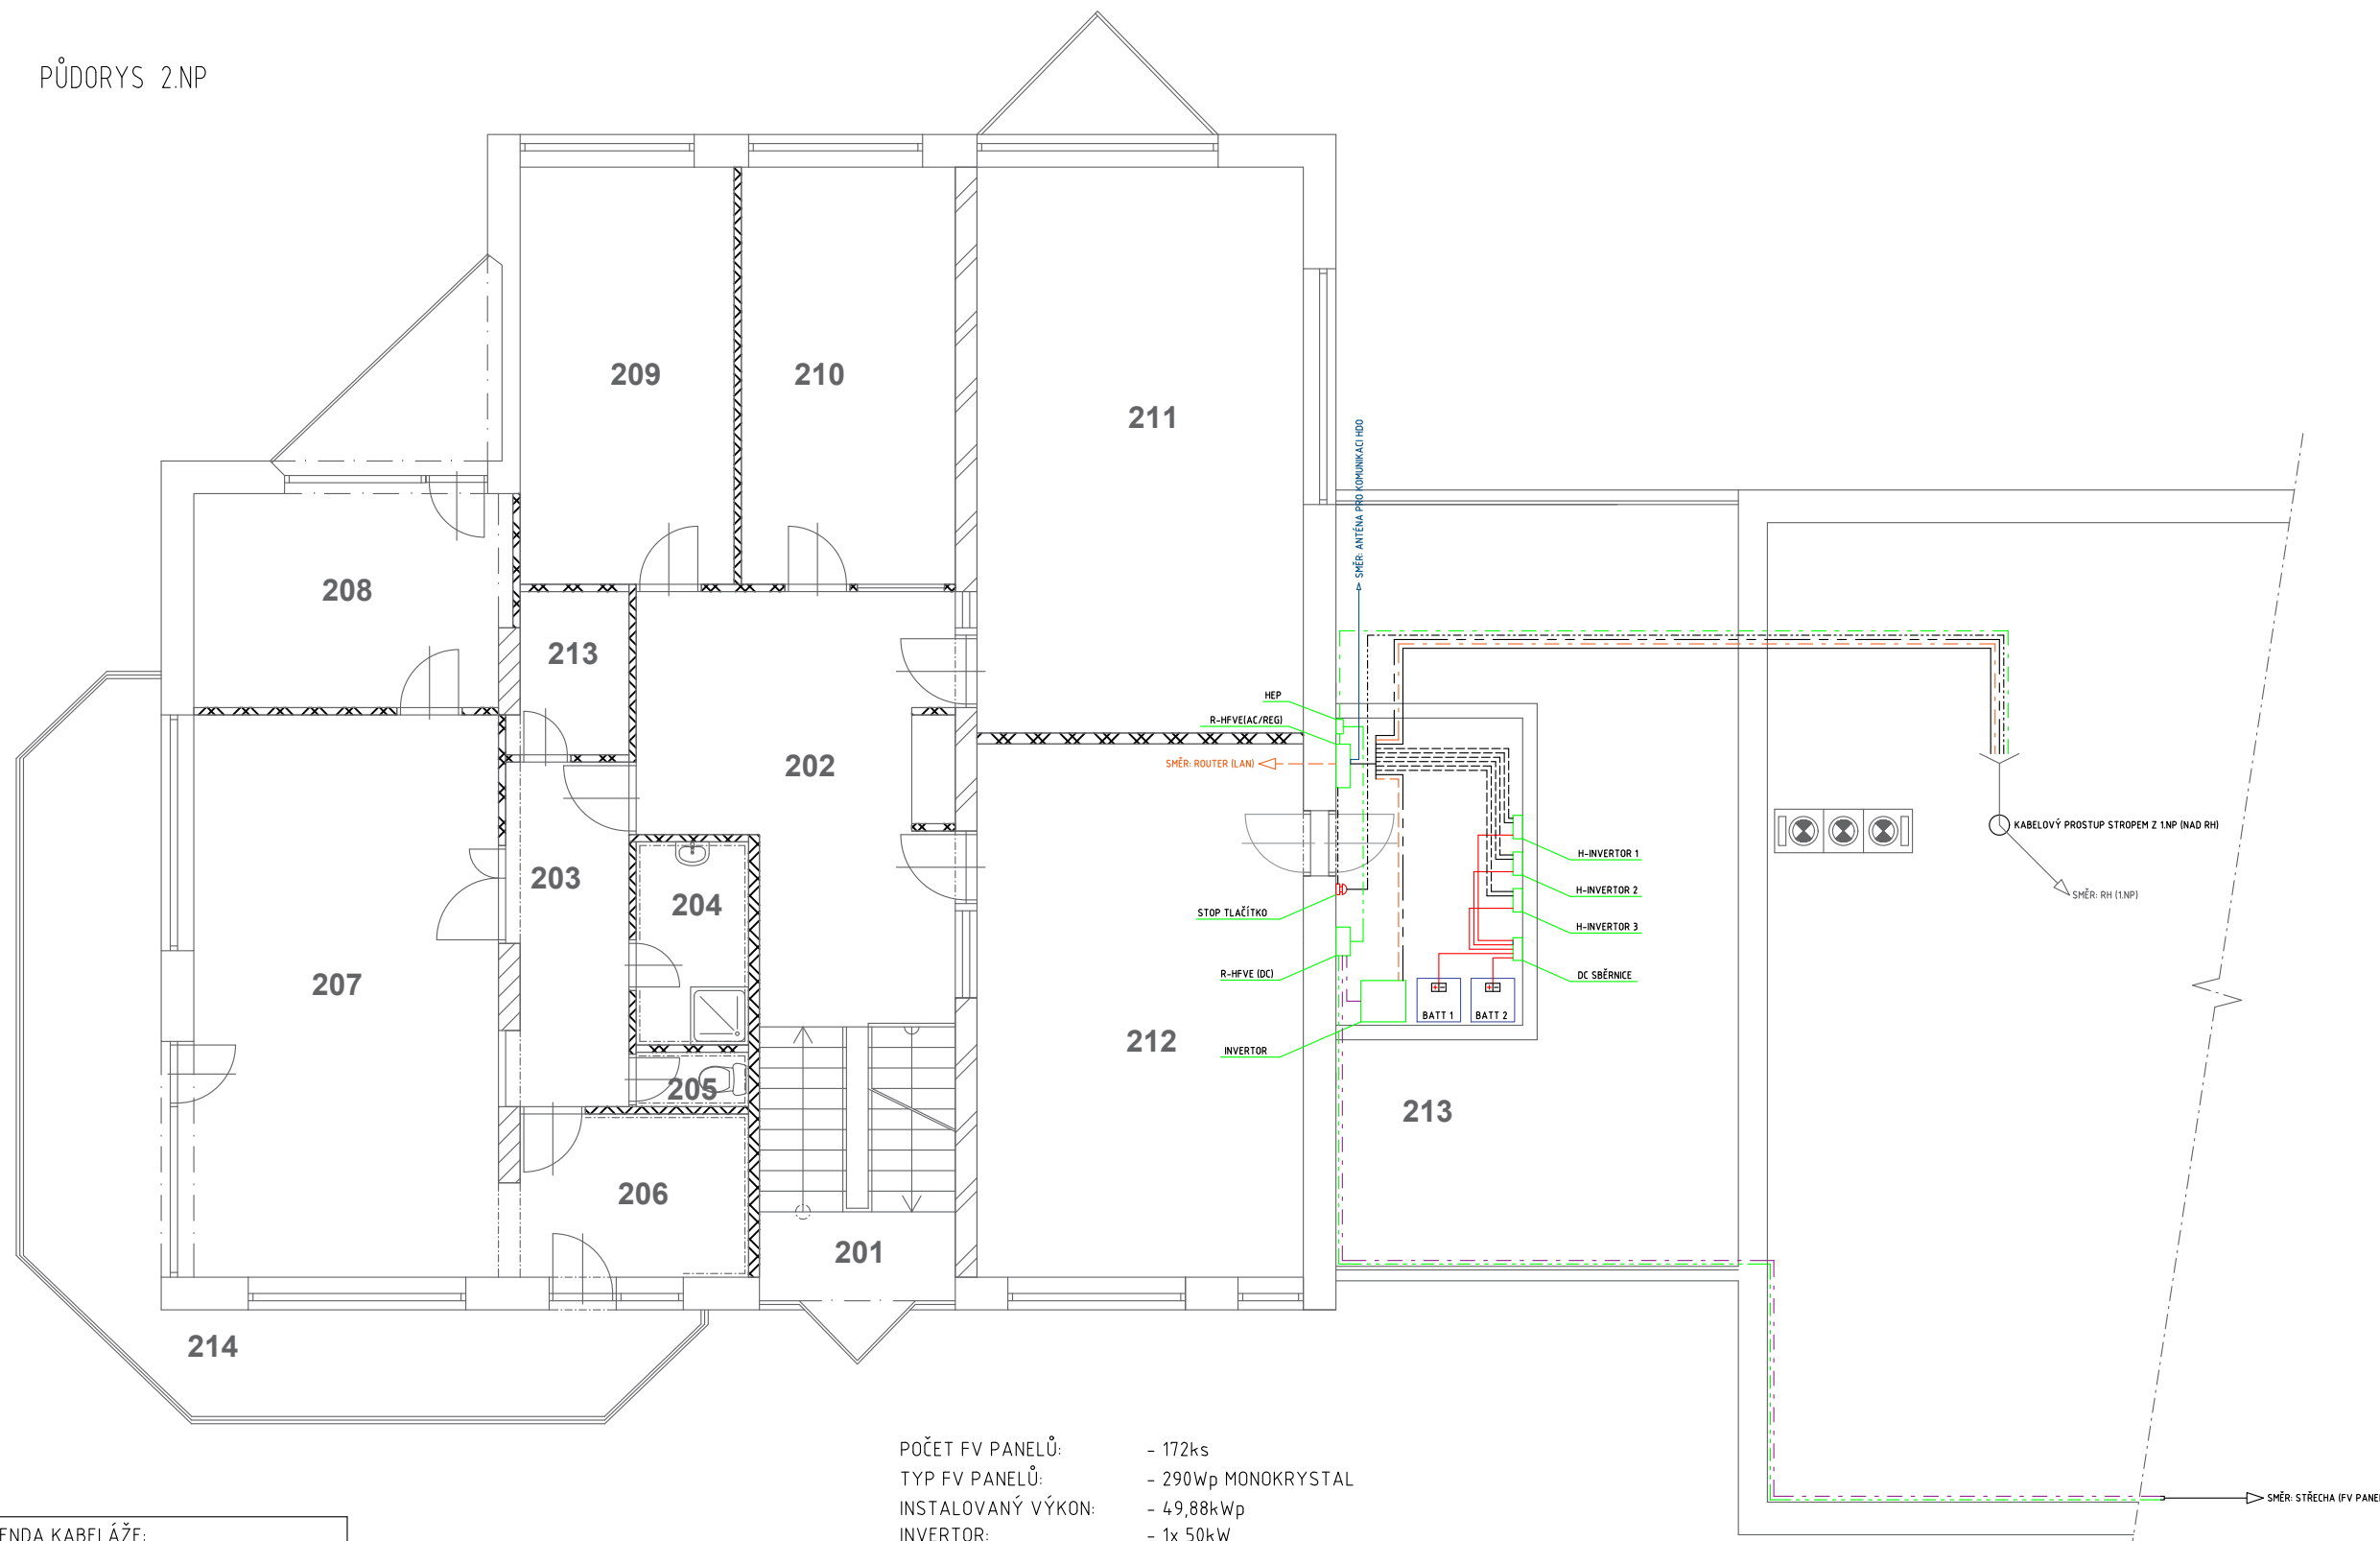 PŮDORYS 2.NP
209
210
211
SMĚR: ANTÉNA PRO KOMUNIKACI HDO
208
213
HEP
R-HFVE(AC/REG)
SMĚR: ROUTER (LAN)
202
KABELOVÝ PROSTUP STROPEM Z 1.NP (NAD RH)
H-INVERTOR 1
203
H-INVERTOR 2
SMĚR: RH (1.NP)
204
STOP TLAČÍTKO
H-INVERTOR 3
R-HFVE (DC)
DC SBĚRNICE
207
BATT 1
BATT 2
212
INVERTOR
205
213
206
201
214
POČET FV PANELŮ: - 172ks
TYP FV PANELŮ: - 290Wp MONOKRYSTAL
INSTALOVANÝ VÝKON: - 49,88kWp
SMĚR: STŘECHA (FV PANE
ENDA KABELÁŽE:
INVERTOR: - 1x 50kW